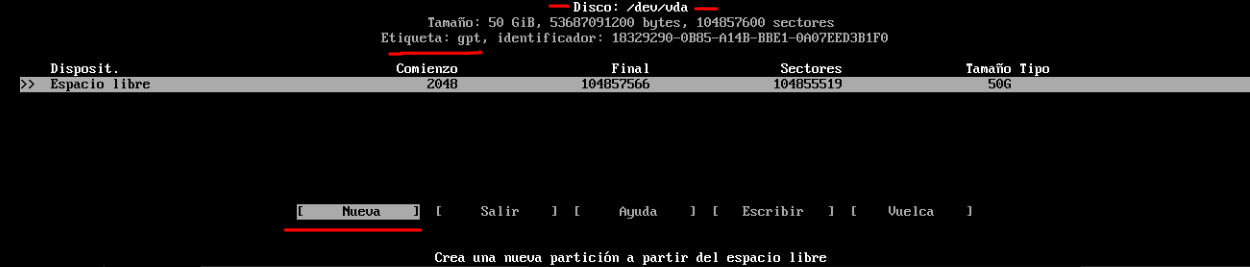 Disco: /dev/vda
Tamaño: 50 GiB, 53687091200 bytes, 104857600 sectores
Etiqueta: gpt, identificador: 18329290-0B85-A14B-BBE1-0A07EED3B1F0
Disposit. Comienzo Final Sectores Tamaño Tipo
>> Espacio libre 2048 104857566 104855519 50G
[ Nueva ] [ Salir ] [ Ayuda ] [ Escribir ] [ Vuelca ]
Crea una nueva partición a partir del espacio libre